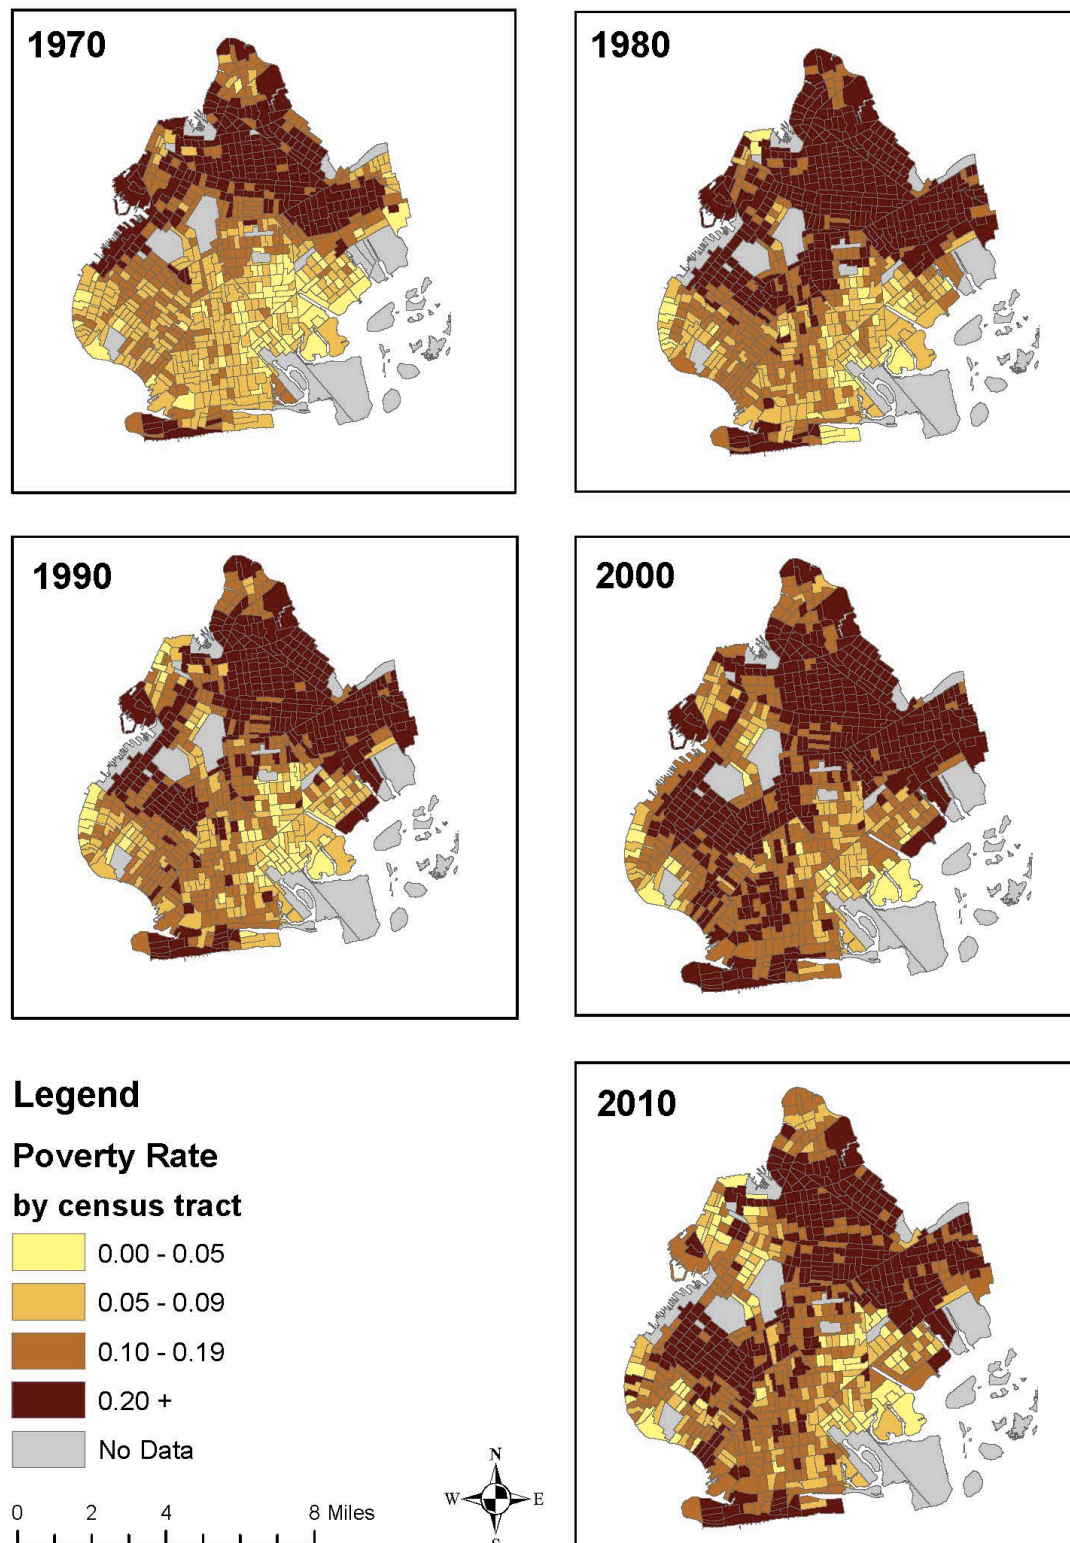 1970
1980
1990
2000
2010
Legend
Poverty Rate
by census tract
0.00 - 0.05
0.05 - 0.09
0.10 - 0.19
0.20 +
No Data
0 2 4 8 Miles
N
W E
S